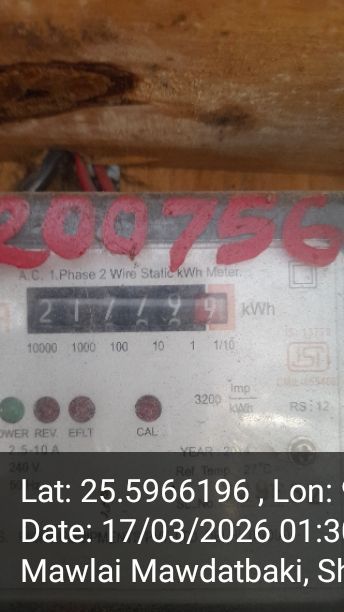 200756
A.C. 1.Phase 2 Wire Static kWh Meter.
217799 kWh
10000 1000 100 10 1 1/10
3200 imp/kWh
RS: 12
REV. EFLT CAL
2.5-10 A
240 V
YEAR
Ref. Temp. 27°C
Lat: 25.5966196 , Lon:
Date: 17/03/2026 01:30
Mawlai Mawdatbaki, Sh